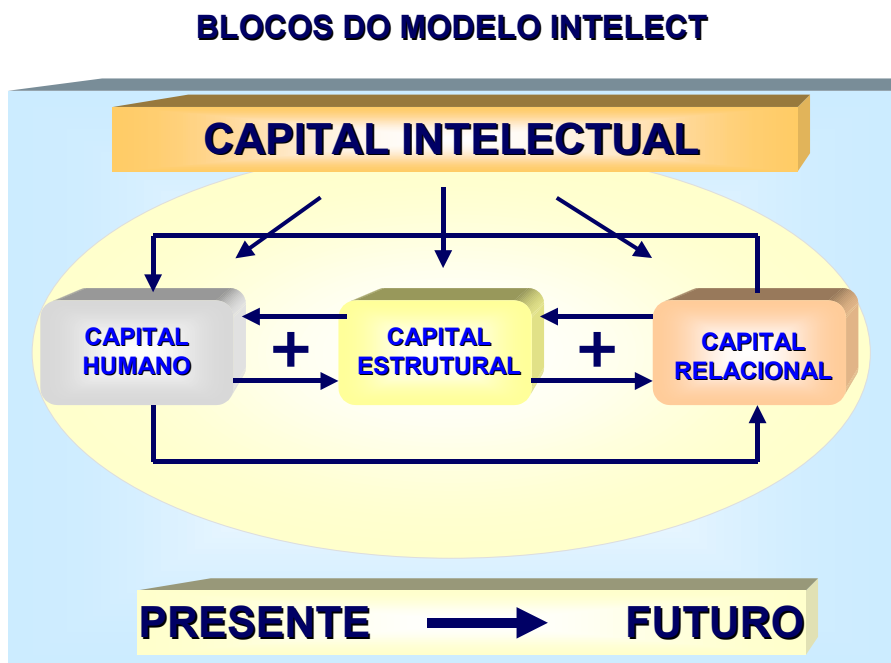 BLOCOS DO MODELO INTELECT
CAPITAL INTELECTUAL
CAPITAL
HUMANO
+
CAPITAL
ESTRUTURAL
+
CAPITAL
RELACIONAL
PRESENTE FUTURO